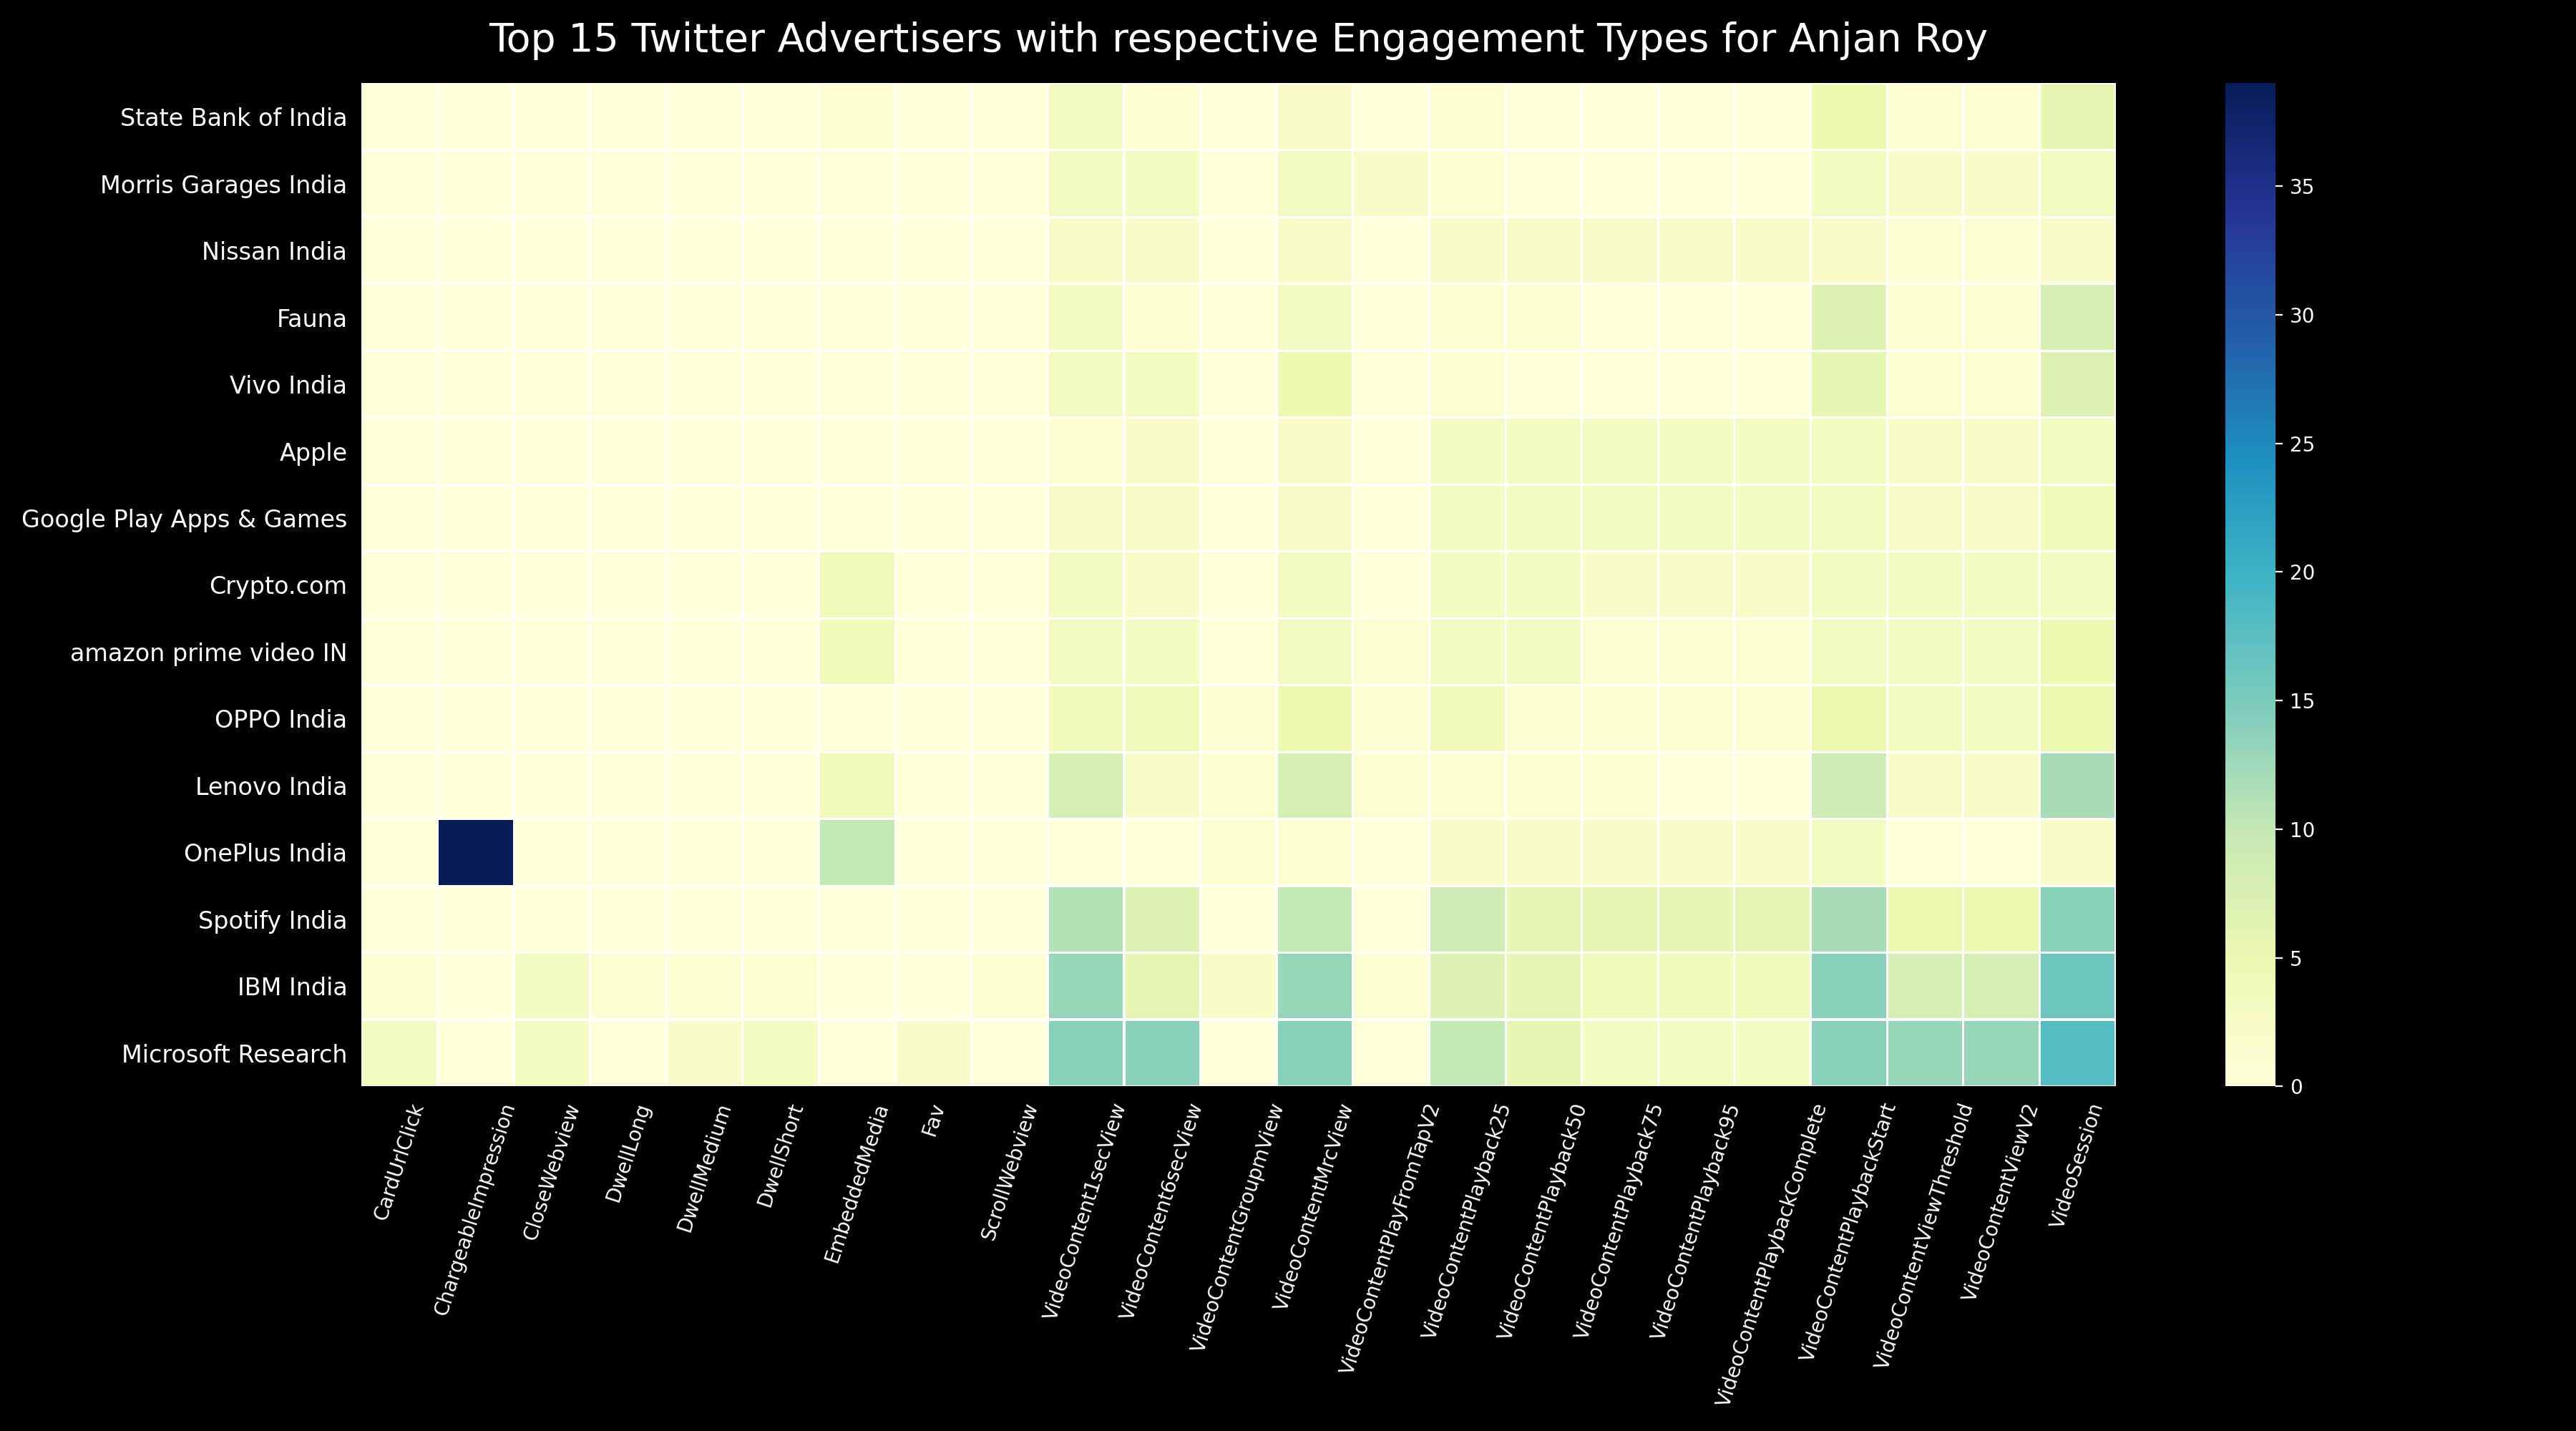 Top 15 Twitter Advertisers with respective Engagement Types for Anjan Roy
State Bank of India
Morris Garages India
Nissan India
Fauna
Vivo India
Apple
Google Play Apps & Games
Crypto.com
amazon prime video IN
OPPO India
Lenovo India
OnePlus India
Spotify India
IBM India
Microsoft Research
CardUrlClick
ChargeableImpression
CloseWebview
DwellLong
DwellMedium
DwellShort
EmbeddedMedia
Fav
ScrollWebview
VideoContent1secView
VideoContent6secView
VideoContentGroupmView
VideoContentMrcView
VideoContentPlayFromTapV2
VideoContentPlayback25
VideoContentPlayback50
VideoContentPlayback75
VideoContentPlayback95
VideoContentPlaybackComplete
VideoContentPlaybackStart
VideoContentViewThreshold
VideoContentViewV2
VideoSession
35
30
25
20
15
10
5
0